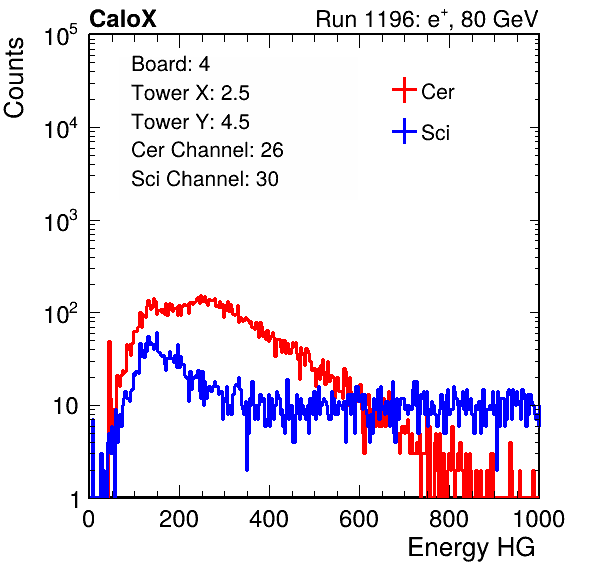 CaloX Run 1196: e⁺, 80 GeV
Counts
Board: 4
Tower X: 2.5
Tower Y: 4.5
Cer Channel: 26
Sci Channel: 30
Cer
Sci
10⁵
10⁴
10³
10²
10
1
0 200 400 600 800 1000
Energy HG